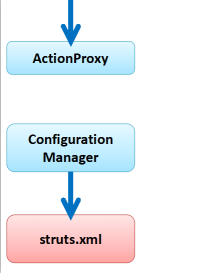 ActionProxy
Configuration
Manager
struts.xml